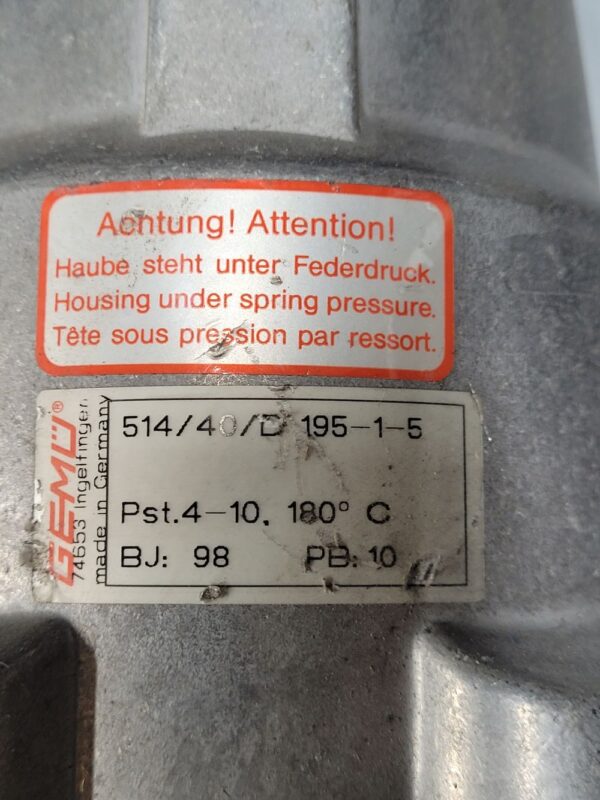 Achtung! Attention!
Haube steht unter Federdruck.
Housing under spring pressure.
Tête sous pression par ressort.
GEMÜ®
74653 Ingelfingen
made in Germany
514/40/D 195-1-5
Pst.4-10. 180° C
BJ: 98 PB: 10